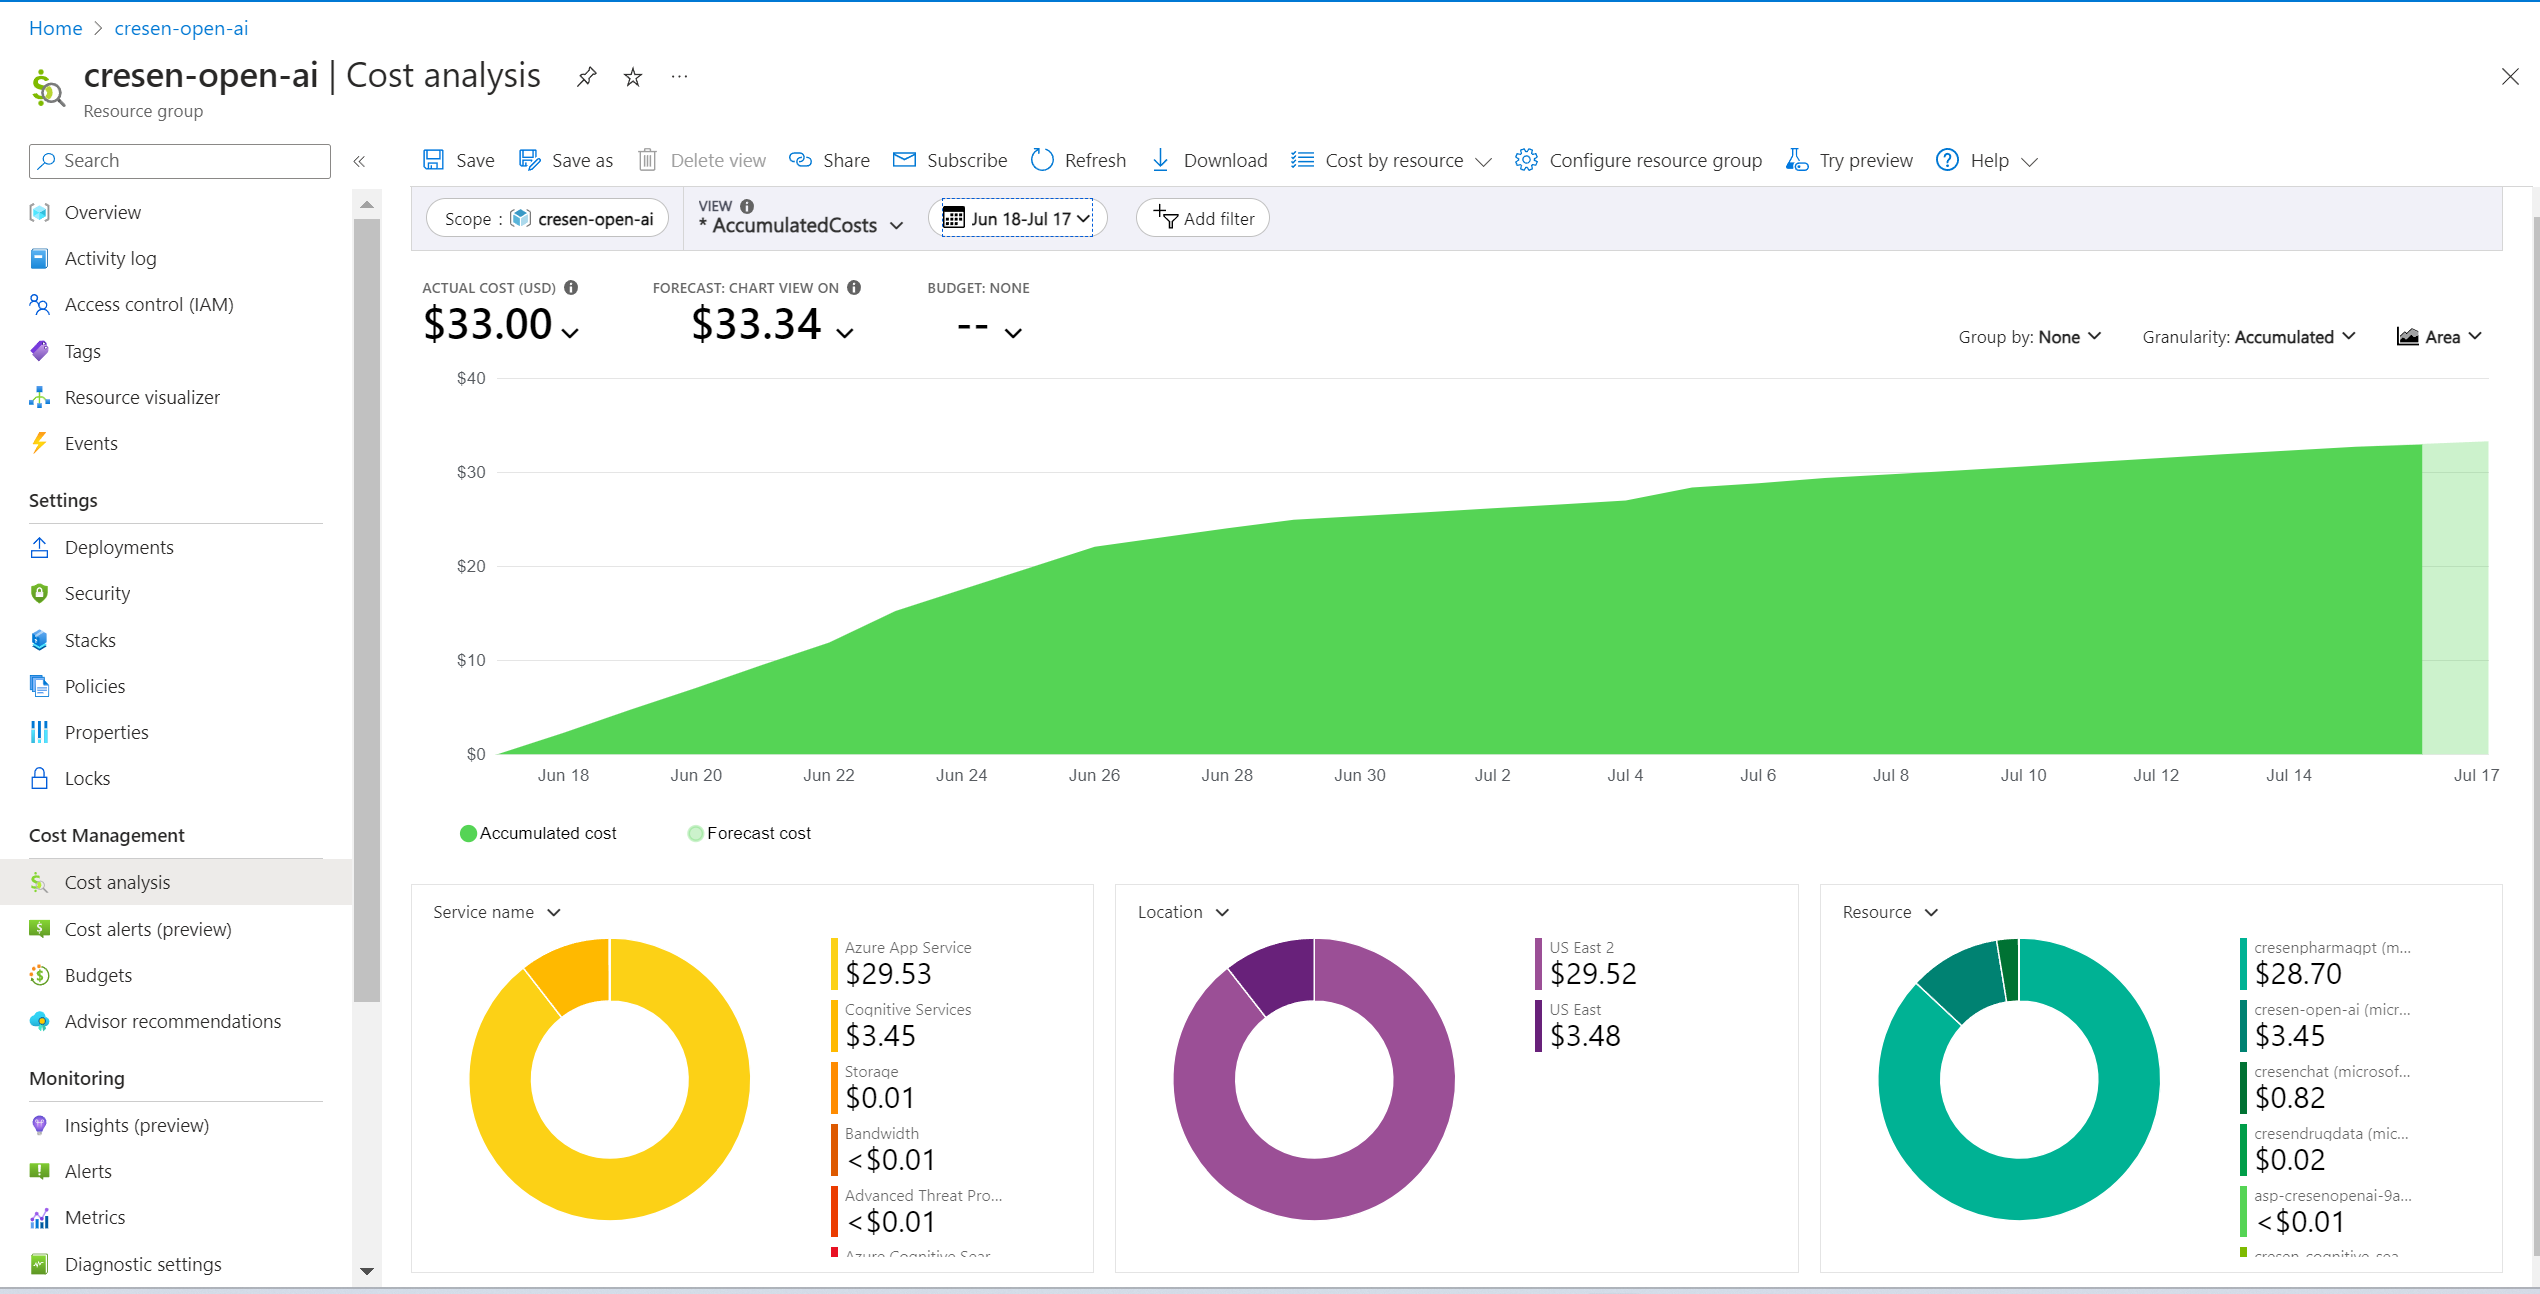 Home > cresen-open-ai
cresen-open-ai | Cost analysis ...
Resource group
Search
Overview
Activity log
Access control (IAM)
Tags
Resource visualizer
Events
Settings
Deployments
Security
Stacks
Policies
Properties
Locks
Cost Management
Cost analysis
Cost alerts (preview)
Budgets
Advisor recommendations
Monitoring
Insights (preview)
Alerts
Metrics
Diagnostic settings
Save Save as Delete view Share Subscribe Refresh Download Cost by resource Configure resource group Try preview Help
Scope : cresen-open-ai
VIEW
* AccumulatedCosts
Jun 18-Jul 17
Add filter
ACTUAL COST (USD)
$33.00
FORECAST: CHART VIEW ON
$33.34
BUDGET: NONE
--
Group by: None Granularity: Accumulated Area
$40
$30
$20
$10
$0
Jun 18 Jun 20 Jun 22 Jun 24 Jun 26 Jun 28 Jun 30 Jul 2 Jul 4 Jul 6 Jul 8 Jul 10 Jul 12 Jul 14 Jul 17
Accumulated cost Forecast cost
Service name
Azure App Service
$29.53
Cognitive Services
$3.45
Storage
$0.01
Bandwidth
<$0.01
Advanced Threat Pro...
<$0.01
Azure Cognitive Sear
Location
US East 2
$29.52
US East
$3.48
Resource
cresenpharmagpt (m...
$28.70
cresen-open-ai (micr...
$3.45
cresenchat (microsof...
$0.82
cresendrugdata (mic...
$0.02
asp-cresenopenai-9a...
<$0.01
cresen-cognitive-sea